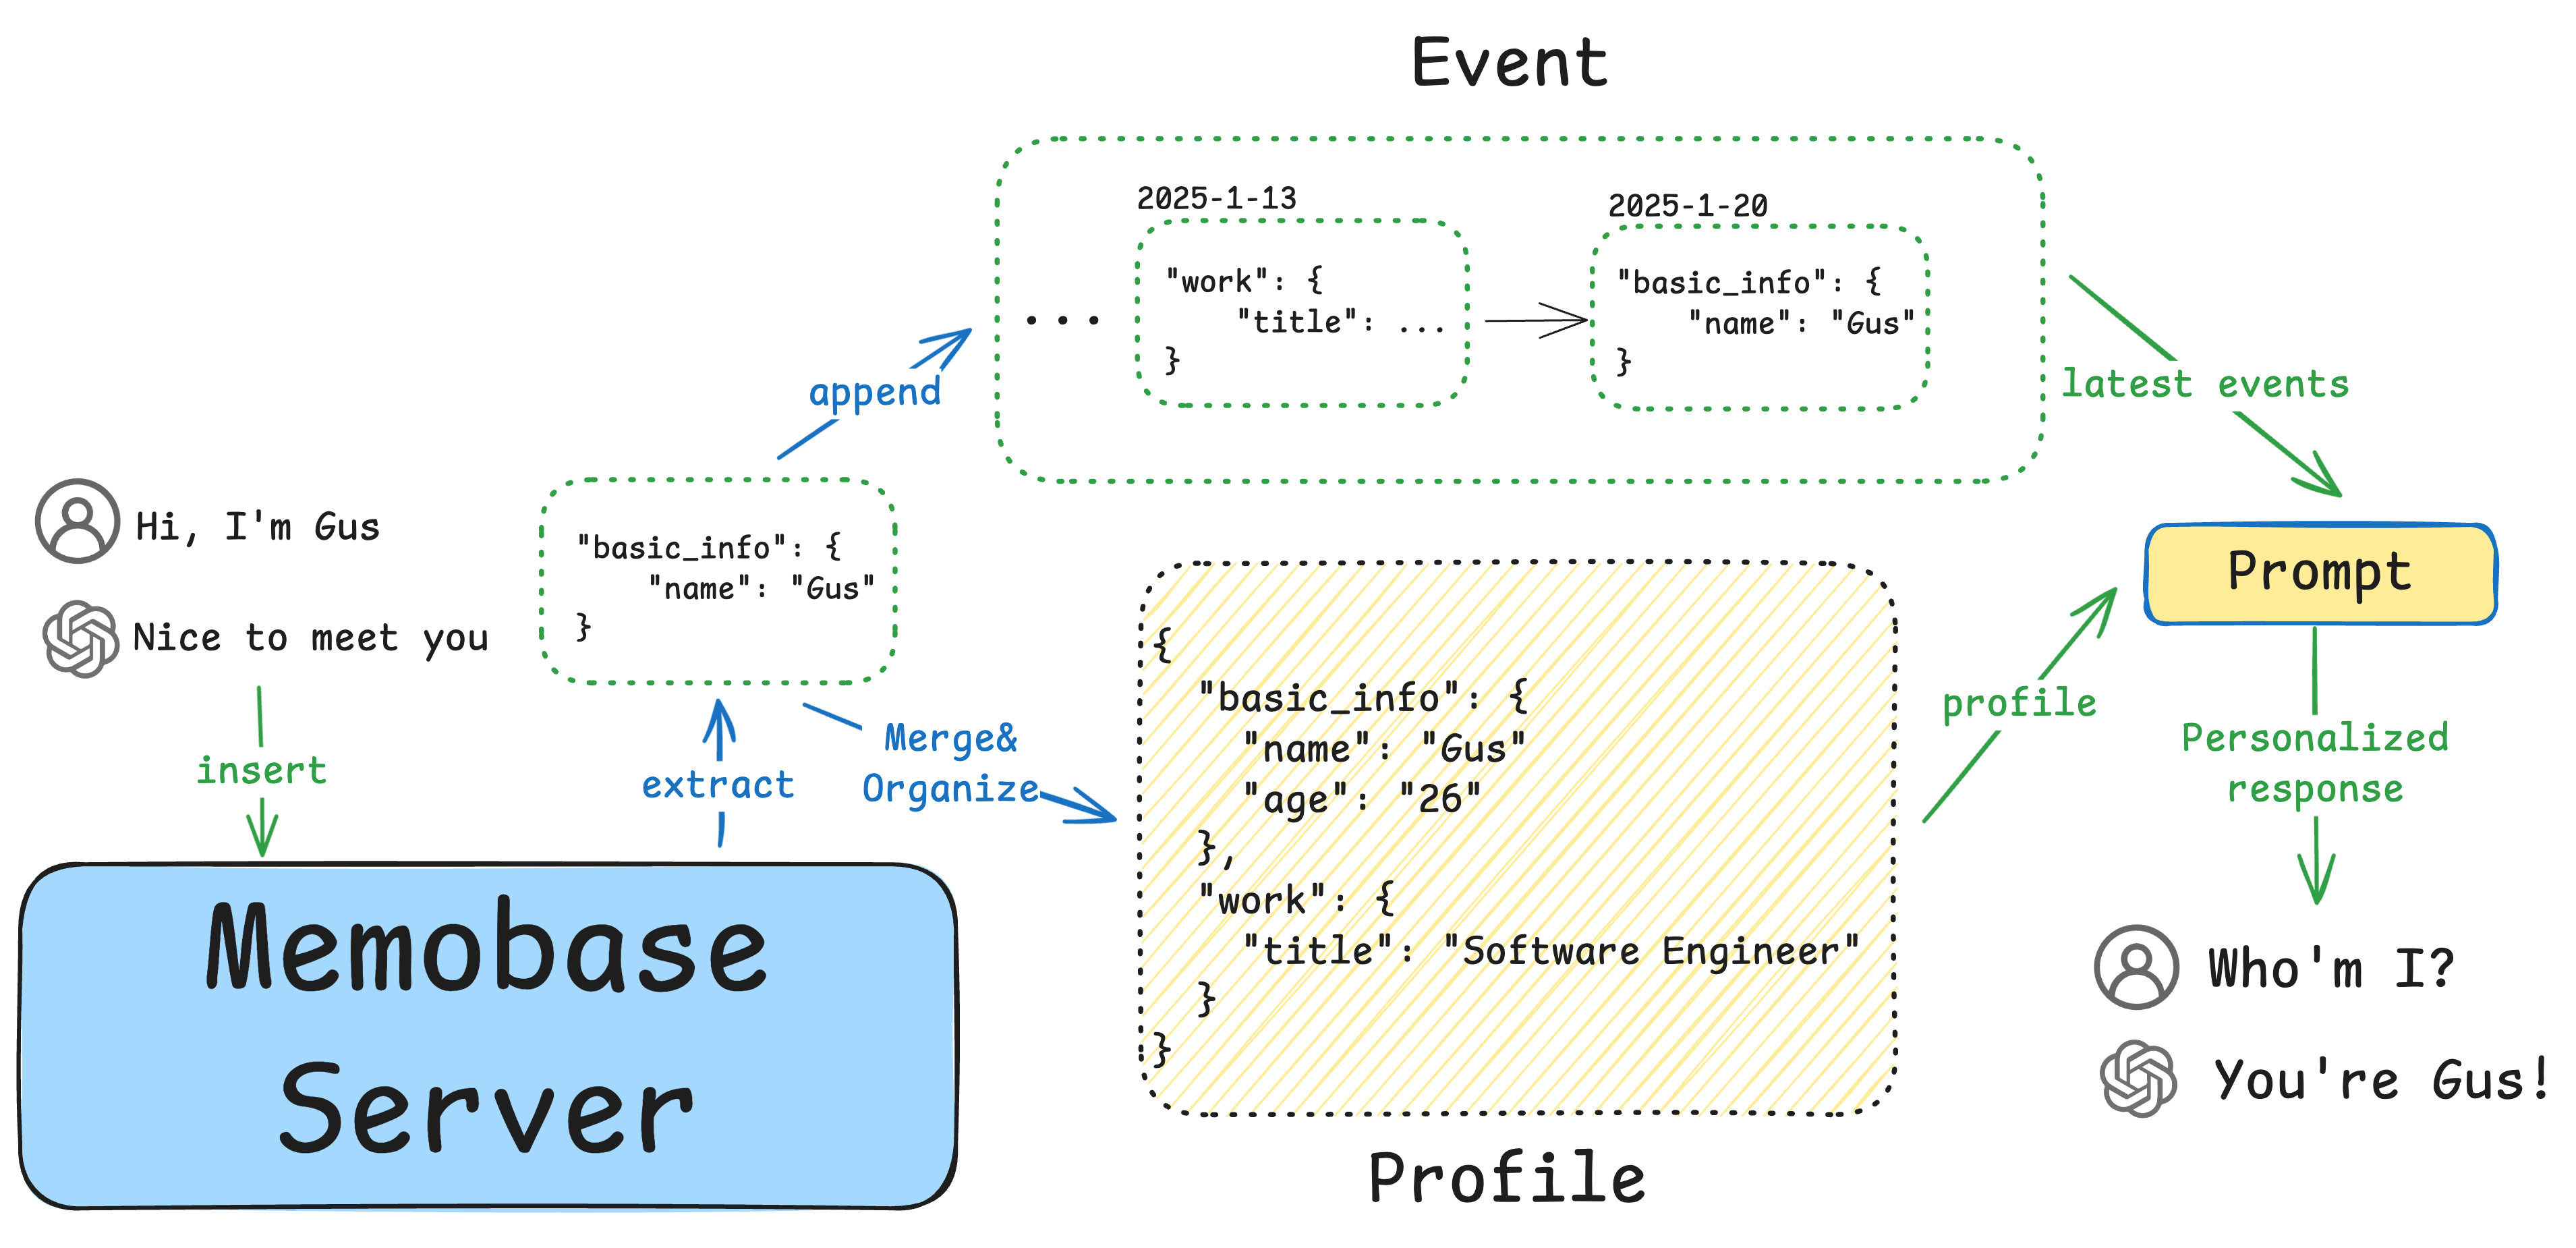 Event
2025-1-13
"work": {
"title": ...
}
2025-1-20
"basic_info": {
"name": "Gus"
}
...
append
latest events
Hi, I'm Gus
Nice to meet you
insert
"basic_info": {
"name": "Gus"
}
extract
Merge&
Organize
Memobase
Server
{
"basic_info": {
"name": "Gus"
"age": "26"
},
"work": {
"title": "Software Engineer"
}
}
Profile
profile
Prompt
Personalized
response
Who'm I?
You're Gus!